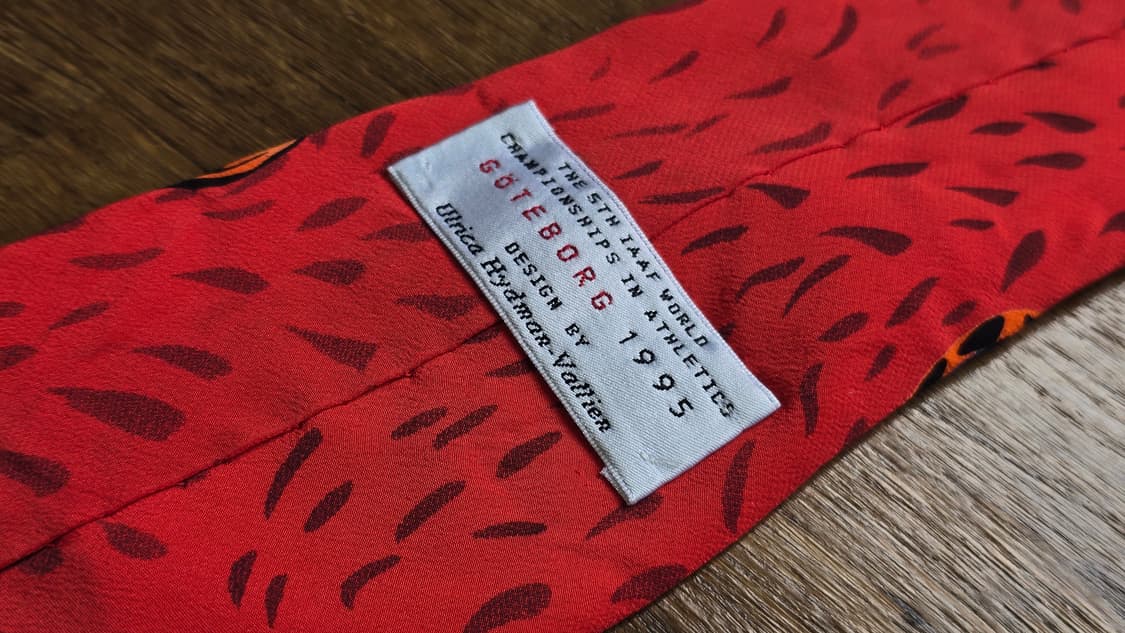 THE 5TH IAAF WORLD
CHAMPIONSHIPS IN ATHLETICS
GÖTEBORG 1995
DESIGN BY
Ulrica Hydman-Vallien